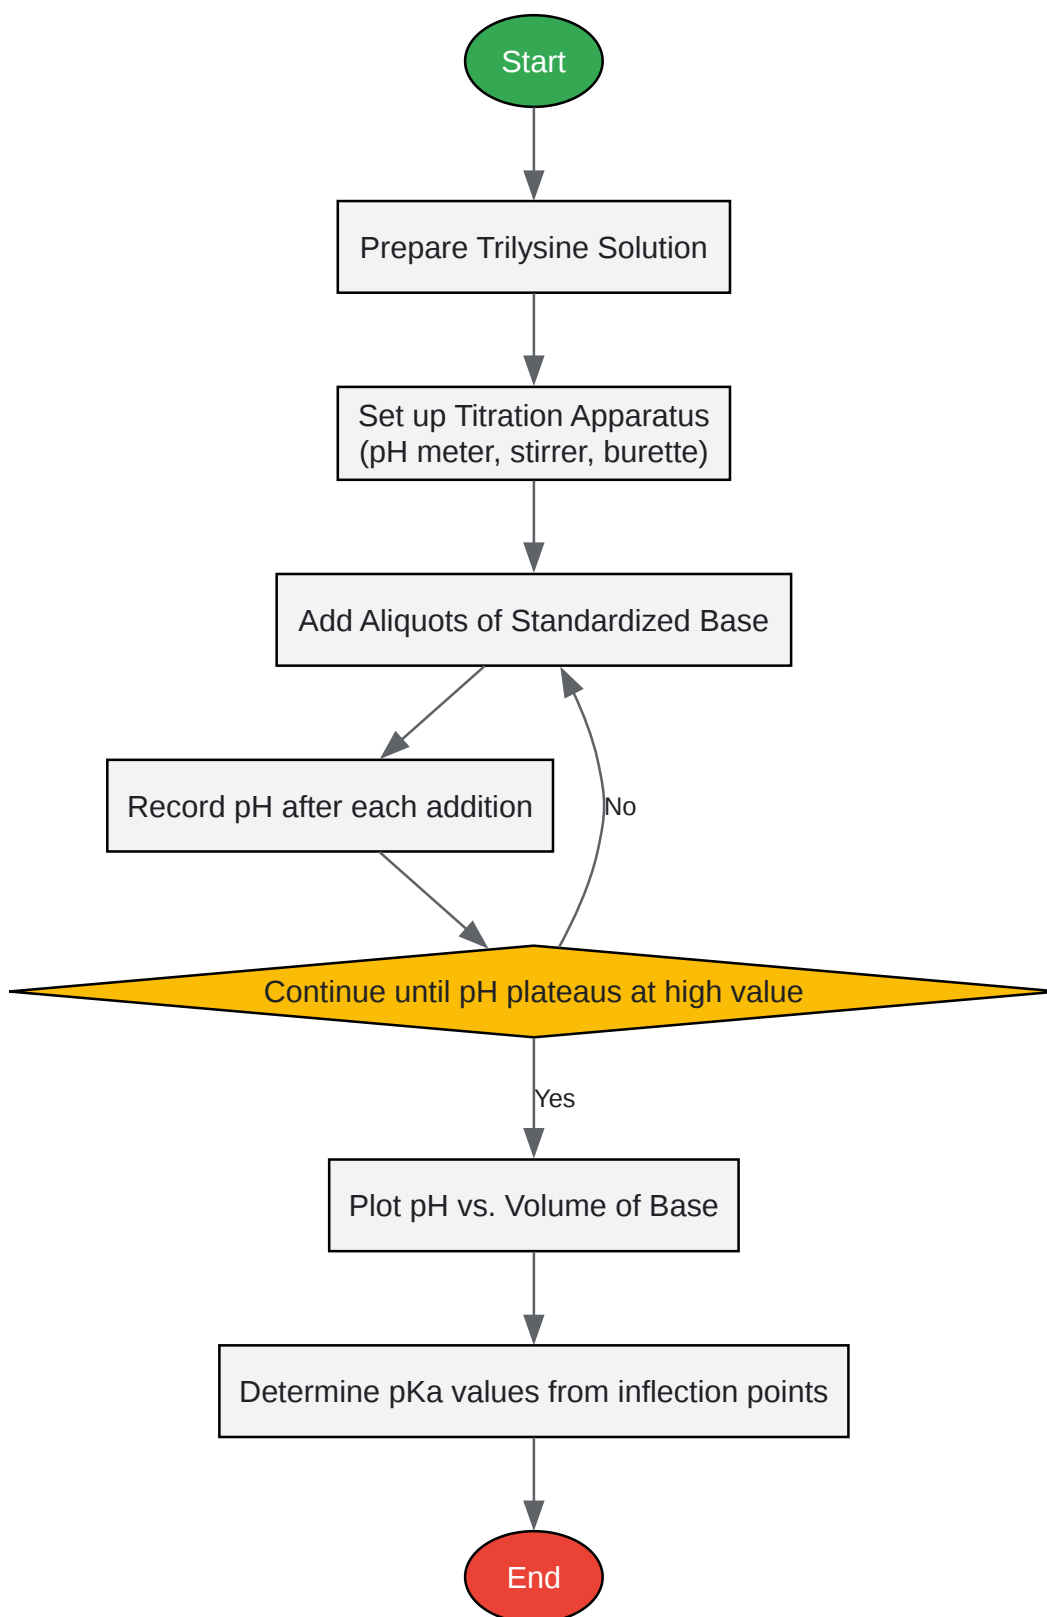 Start
Prepare Trilysine Solution
Set up Titration Apparatus
(pH meter, stirrer, burette)
Add Aliquots of Standardized Base
Record pH after each addition
No
Continue until pH plateaus at high value
Yes
Plot pH vs. Volume of Base
Determine pKa values from inflection points
End